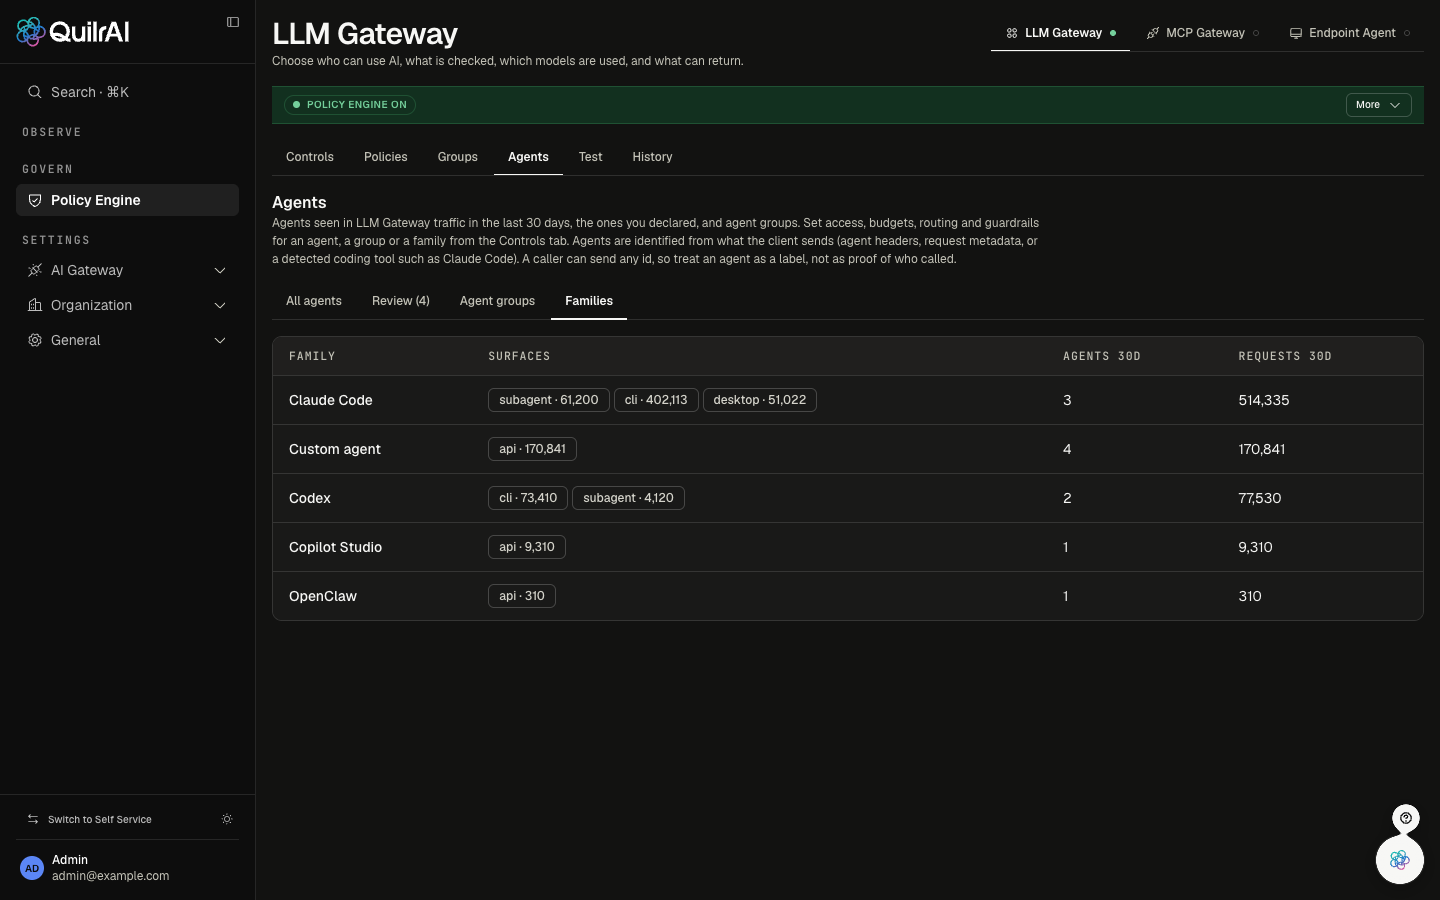 QuilrAI
Search · ⌘K
OBSERVE
GOVERN
Policy Engine
SETTINGS
AI Gateway
Organization
General
Switch to Self Service
AD
Admin
admin@example.com
LLM Gateway
Choose who can use AI, what is checked, which models are used, and what can return.
LLM Gateway
MCP Gateway
Endpoint Agent
POLICY ENGINE ON
More
Controls
Policies
Groups
Agents
Test
History
Agents
Agents seen in LLM Gateway traffic in the last 30 days, the ones you declared, and agent groups. Set access, budgets, routing and guardrails
for an agent, a group or a family from the Controls tab. Agents are identified from what the client sends (agent headers, request metadata, or
a detected coding tool such as Claude Code). A caller can send any id, so treat an agent as a label, not as proof of who called.
All agents
Review (4)
Agent groups
Families
FAMILY SURFACES AGENTS 30D REQUESTS 30D
Claude Code subagent · 61,200 cli · 402,113 desktop · 51,022 3 514,335
Custom agent api · 170,841 4 170,841
Codex cli · 73,410 subagent · 4,120 2 77,530
Copilot Studio api · 9,310 1 9,310
OpenClaw api · 310 1 310